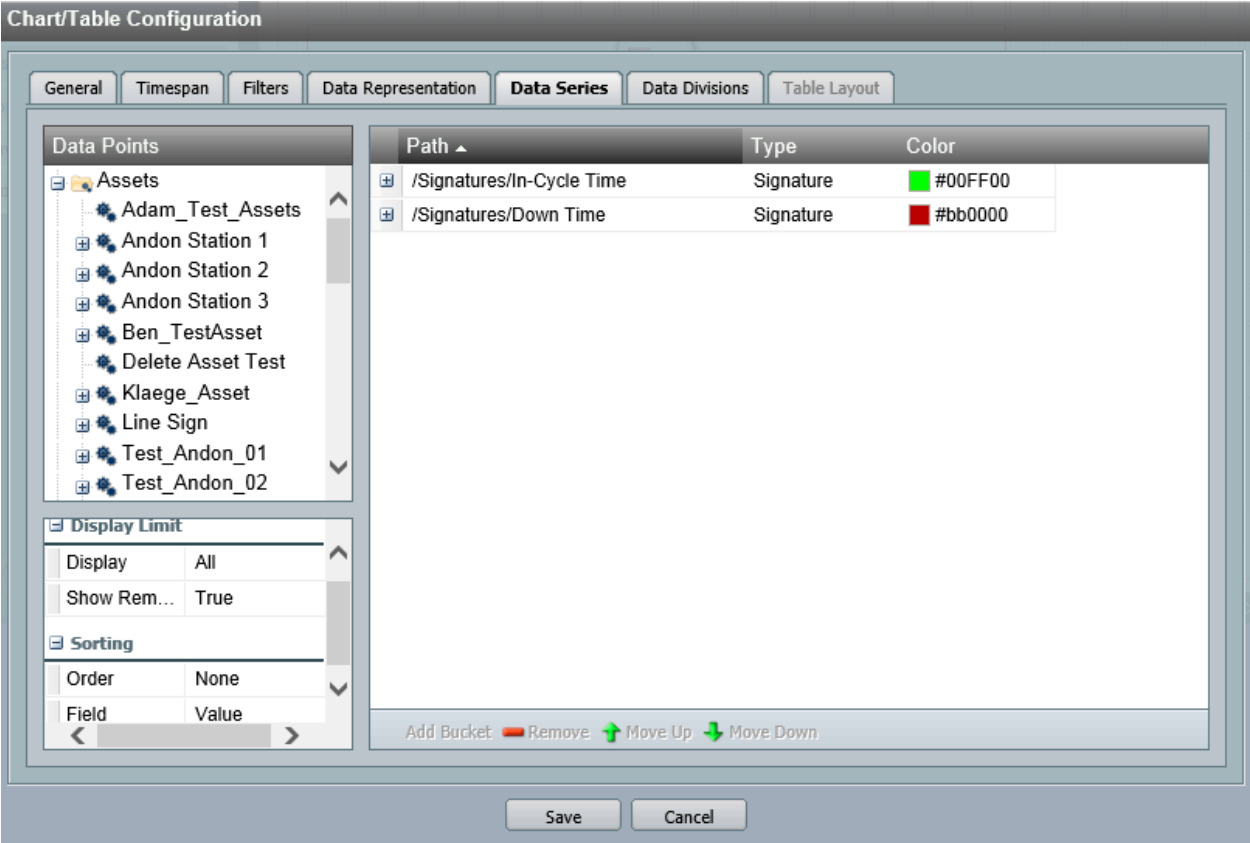 Chart/Table Configuration
General Timespan Filters Data Representation Data Series Data Divisions Table Layout
Data Points
Assets
Adam_Test_Assets
Andon Station 1
Andon Station 2
Andon Station 3
Ben_TestAsset
Delete Asset Test
Klaege_Asset
Line Sign
Test_Andon_01
Test_Andon_02
Display Limit
Display All
Show Rem... True
Sorting
Order None
Field Value
Path Type Color
/Signatures/In-Cycle Time Signature #00FF00
/Signatures/Down Time Signature #bb0000
Add Bucket Remove Move Up Move Down
Save Cancel